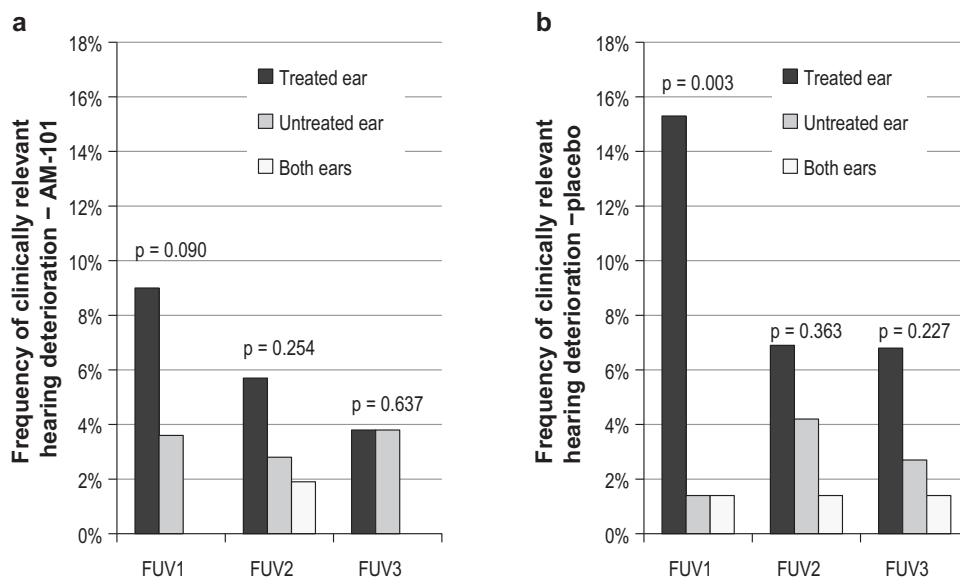 a
Frequency of clinically relevant
hearing deterioration – AM-101
18%
16%
14%
12%
10%
8%
6%
4%
2%
0%
Treated ear
Untreated ear
Both ears
p = 0.090
p = 0.254
p = 0.637
FUV1
FUV2
FUV3
b
Frequency of clinically relevant
hearing deterioration –placebo
18%
16%
14%
12%
10%
8%
6%
4%
2%
0%
p = 0.003
Treated ear
Untreated ear
Both ears
p = 0.363
p = 0.227
FUV1
FUV2
FUV3